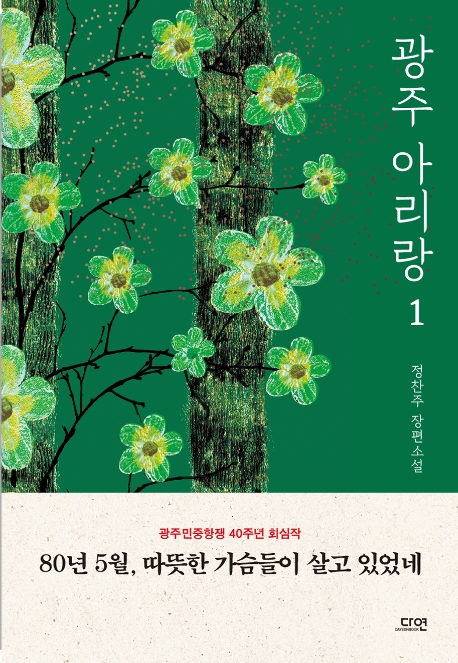 광주 아리랑 1
정찬주 장편소설
광주민중항쟁 40주년 회심작
80년 5월, 따뜻한 가슴들이 살고 있었네
다연
DAYEONBOOK